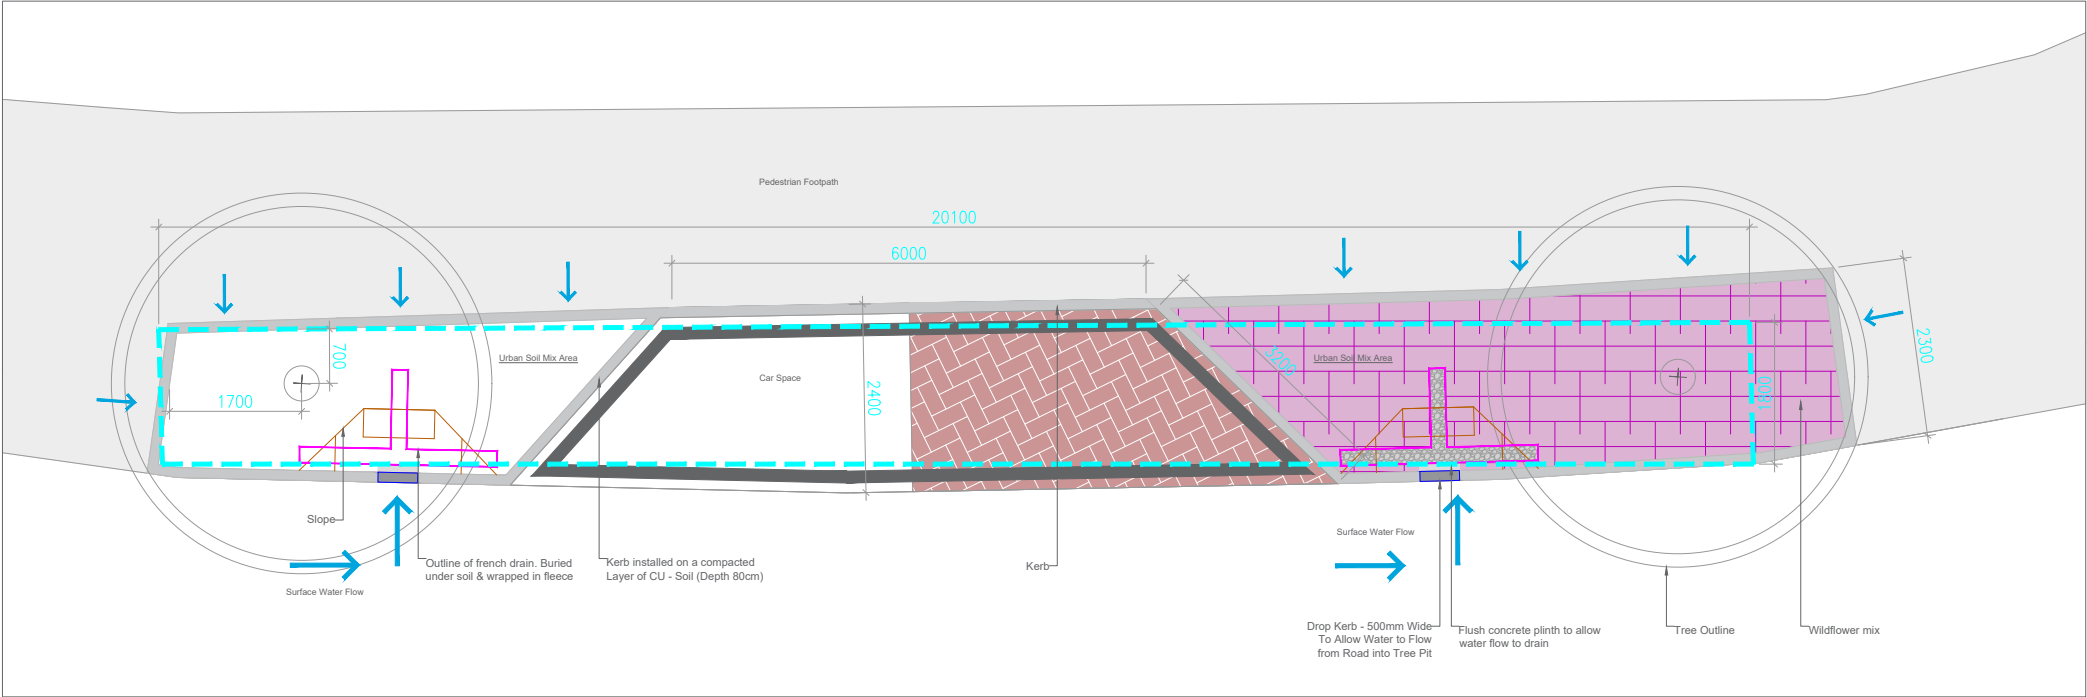 Pedestrian Footpath
20100
6000
700
Urban Soil Mix Area
3200
Urban Soil Mix Area
2300
Car Space
2400
1700
1800
Slope
Surface Water Flow
Outline of french drain. Buried
under soil & wrapped in fleece
Kerb installed on a compacted
Layer of CU - Soil (Depth 80cm)
Kerb
Surface Water Flow
Drop Kerb - 500mm Wide
To Allow Water to Flow
from Road into Tree Pit
Flush concrete plinth to allow
water flow to drain
Tree Outline
Wildflower mix